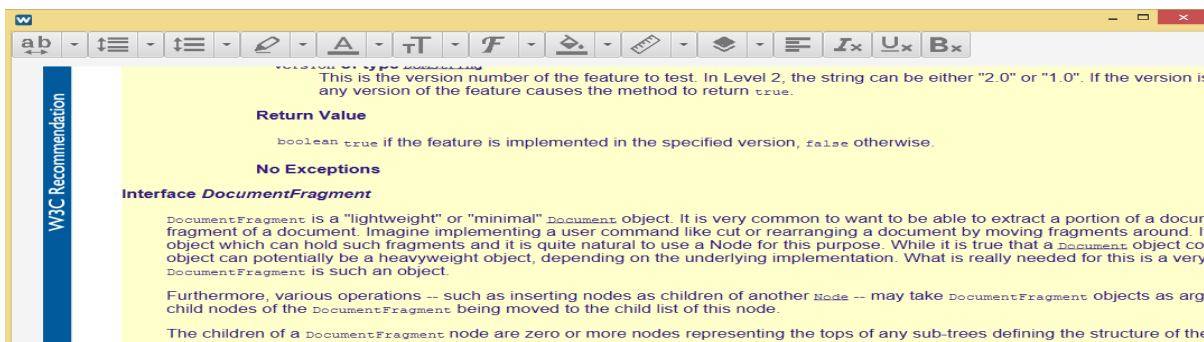 W
ab
T
T
F
Ix
Ux
Bx
W3C Recommendation
version of type DOMString
This is the version number of the feature to test. In Level 2, the string can be either "2.0" or "1.0". If the version is
any version of the feature causes the method to return true.
Return Value
boolean true if the feature is implemented in the specified version, false otherwise.
No Exceptions
Interface DocumentFragment
DocumentFragment is a "lightweight" or "minimal" Document object. It is very common to want to be able to extract a portion of a docur
fragment of a document. Imagine implementing a user command like cut or rearranging a document by moving fragments around. I
object which can hold such fragments and it is quite natural to use a Node for this purpose. While it is true that a Document object co
object can potentially be a heavyweight object, depending on the underlying implementation. What is really needed for this is a very
DocumentFragment is such an object.
Furthermore, various operations -- such as inserting nodes as children of another Node -- may take DocumentFragment objects as arg
child nodes of the DocumentFragment being moved to the child list of this node.
The children of a DocumentFragment node are zero or more nodes representing the tops of any sub-trees defining the structure of the